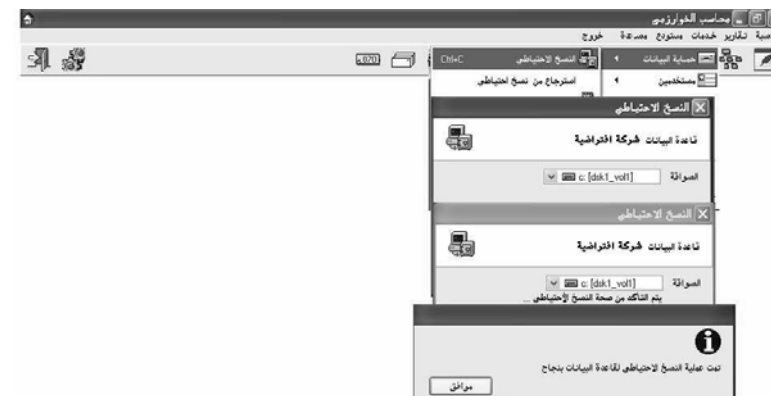 محاسب الخوارزمي
تقارير خدمات مستودع مساعدة خروج
حماية البيانات
النسخ الاحتياطي Ctrl+C
مستخدمين
استرجاع من نسخ احتياطي
النسخ الاحتياطي
قاعدة البيانات شركة افتراضية
السواقة c: [dsk1_vol1]
النسخ الاحتياطي
قاعدة البيانات شركة افتراضية
السواقة c: [dsk1_vol1]
يتم التأكد من صحة النسخ الأحتياطي ...
تمت عملية النسخ الاحتياطي لقاعدة البيانات بنجاح
موافق